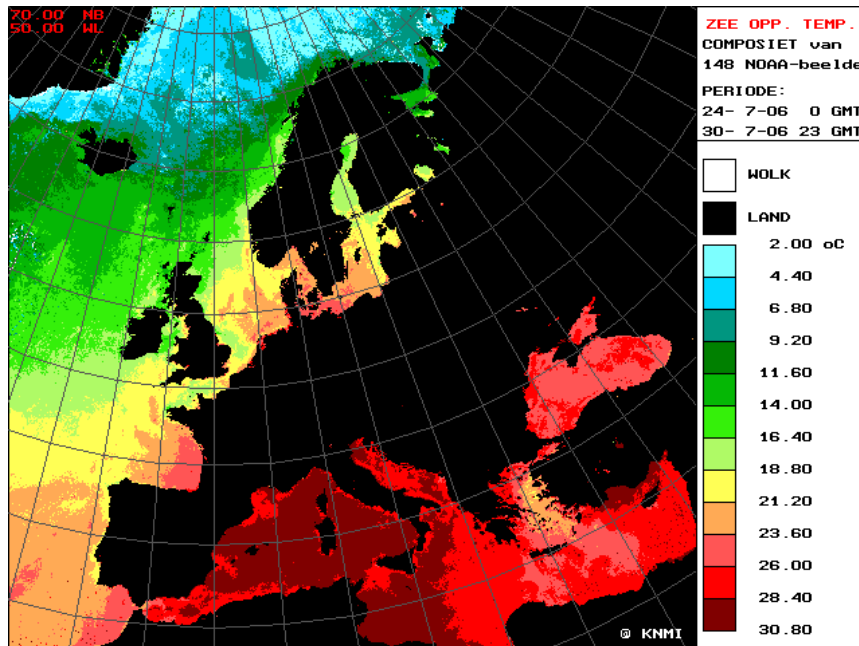 70.00 NB
50.00 WL
ZEE OPP. TEMP.
COMPOSIET van
148 NOAA-beelde
PERIODE:
24- 7-06 0 GMT
30- 7-06 23 GMT
WOLK
LAND
2.00 oC
4.40
6.80
9.20
11.60
14.00
16.40
18.80
21.20
23.60
26.00
28.40
30.80
@ KNMI